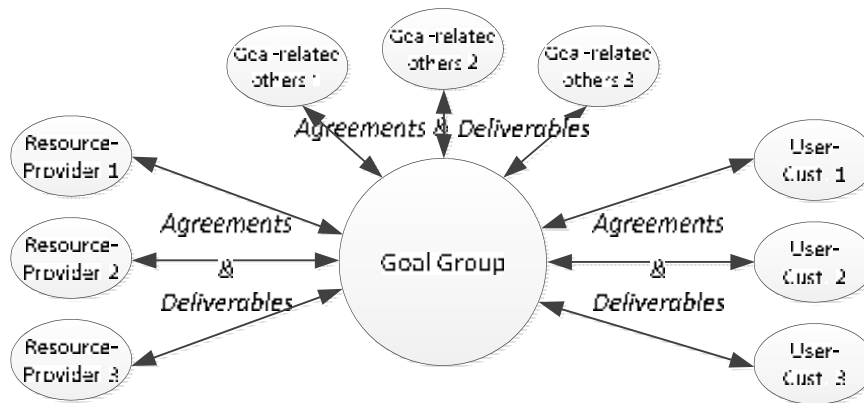 Goal-related
others 1
Goal-related
others 2
Goal-related
others 3
Agreements & Deliverables
Resource-
Provider 1
Resource-
Provider 2
Resource-
Provider 3
Agreements
&
Deliverables
Goal Group
Agreements
&
Deliverables
User-
Cust. 1
User-
Cust. 2
User-
Cust. 3